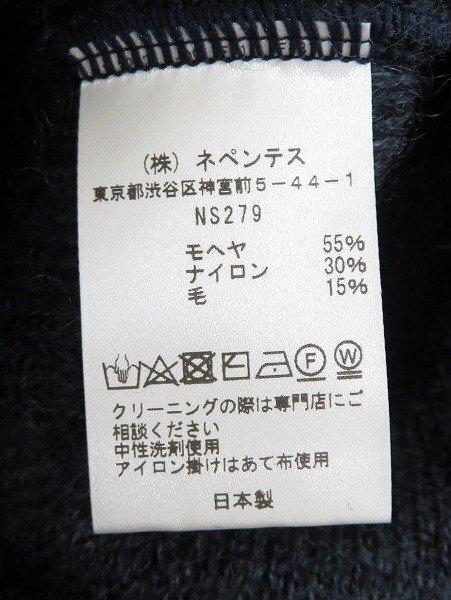 (株) ネペンテス
東京都渋谷区神宮前5-44-1
NS279
モヘヤ 55%
ナイロン 30%
毛 15%
F W
クリーニングの際は専門店にご
相談ください
中性洗剤使用
アイロン掛けはあて布使用
日本製